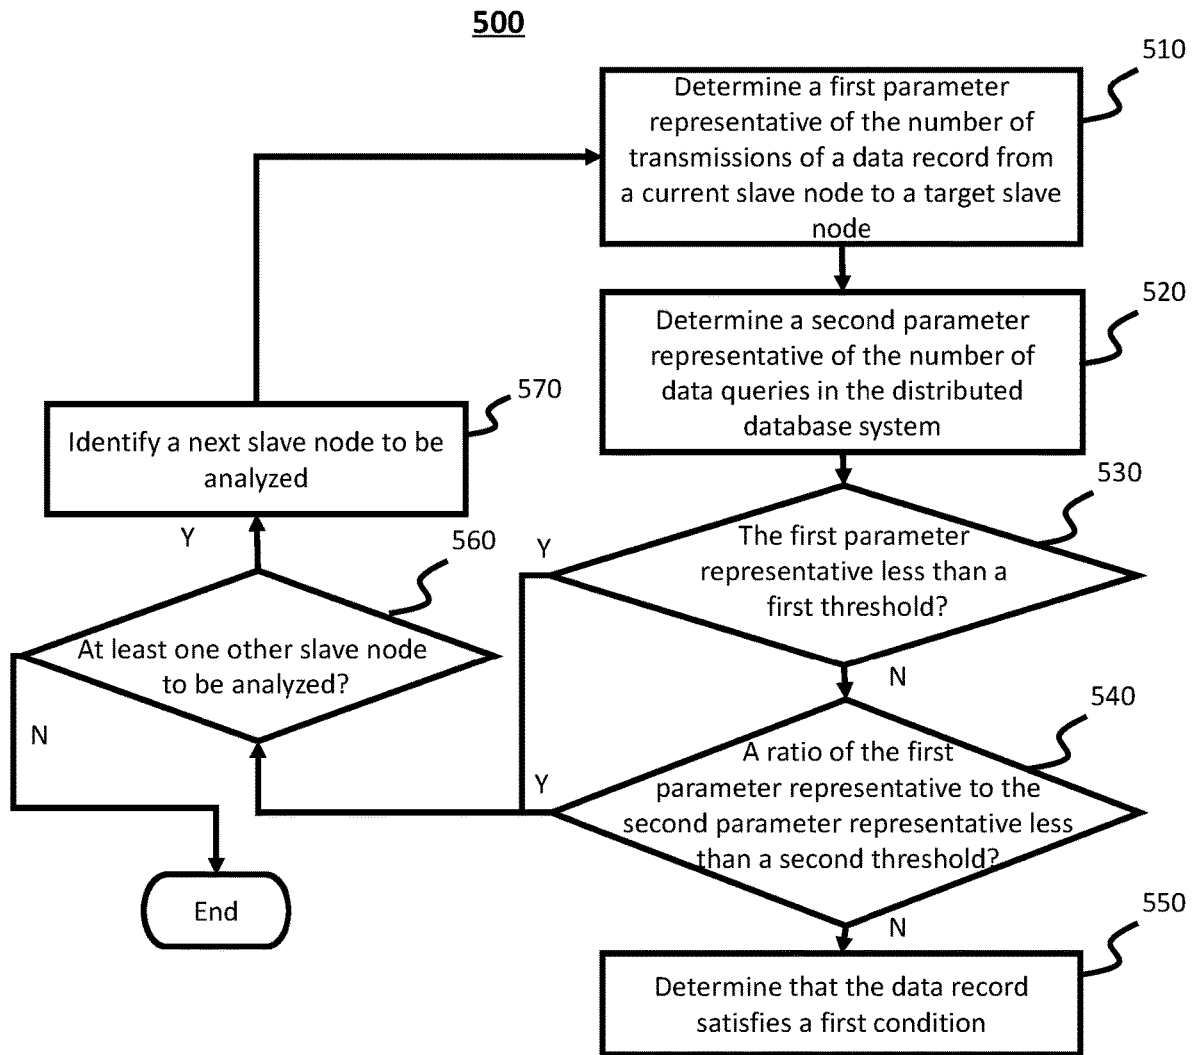 500
510
Determine a first parameter
representative of the number of
transmissions of a data record from
a current slave node to a target slave
node
520
Determine a second parameter
representative of the number of
data queries in the distributed
database system
570
Identify a next slave node to be
analyzed
530
Y
The first parameter
representative less than a
first threshold?
Y
560
At least one other slave node
to be analyzed?
N
N
540
Y
A ratio of the first
parameter representative to the
second parameter representative less
than a second threshold?
End
550
N
Determine that the data record
satisfies a first condition